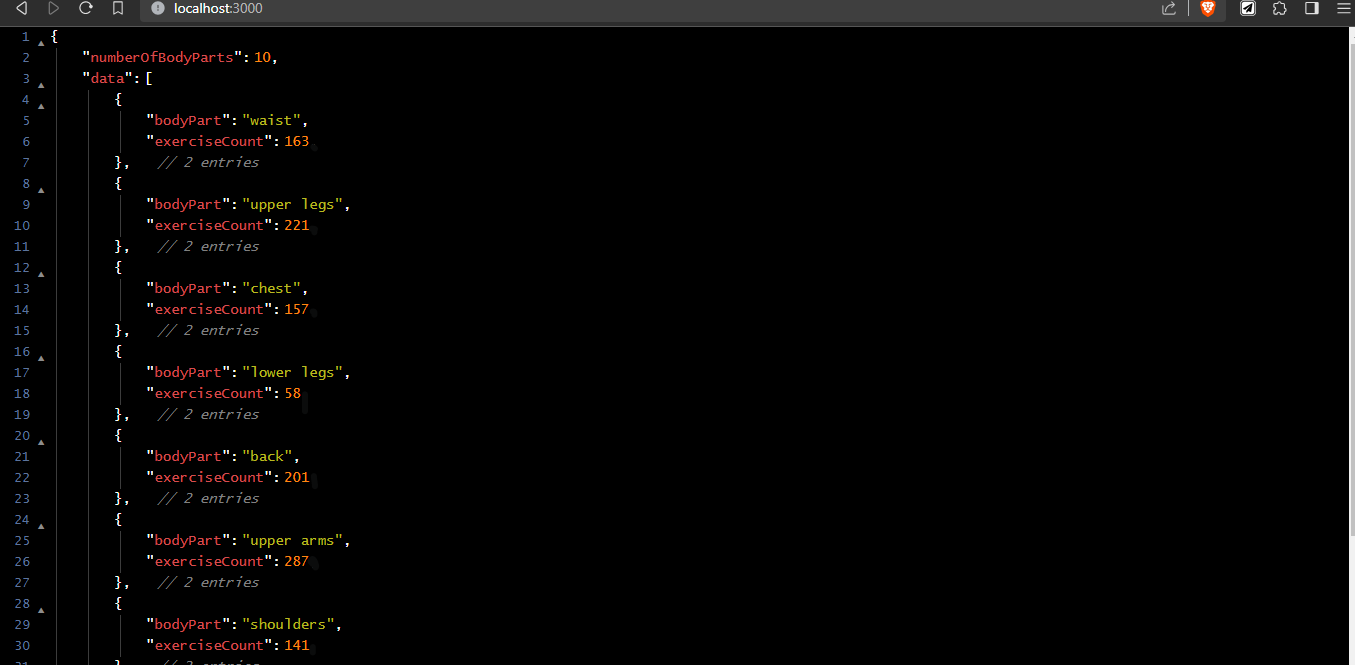 localhost:3000
1 {
2 "numberOfBodyParts": 10,
3 "data": [
4 {
5 "bodyPart": "waist",
6 "exerciseCount": 163
7 }, // 2 entries
8 {
9 "bodyPart": "upper legs",
10 "exerciseCount": 221
11 }, // 2 entries
12 {
13 "bodyPart": "chest",
14 "exerciseCount": 157
15 }, // 2 entries
16 {
17 "bodyPart": "lower legs",
18 "exerciseCount": 58
19 }, // 2 entries
20 {
21 "bodyPart": "back",
22 "exerciseCount": 201
23 }, // 2 entries
24 {
25 "bodyPart": "upper arms",
26 "exerciseCount": 287
27 }, // 2 entries
28 {
29 "bodyPart": "shoulders",
30 "exerciseCount": 141
31 }, // 2 entries